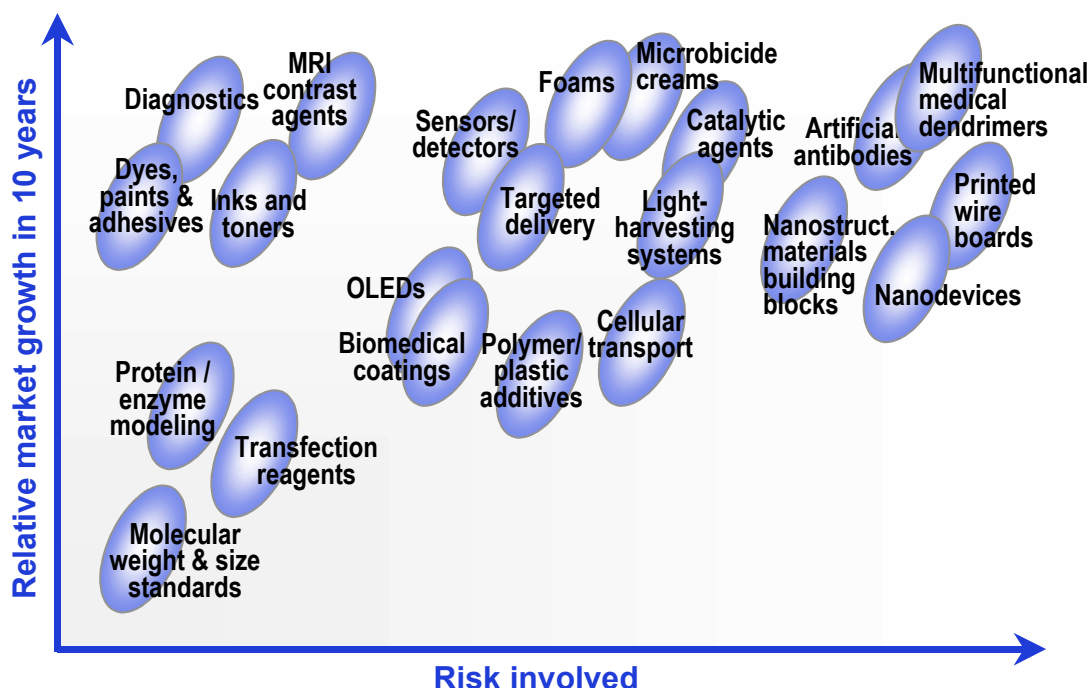 Relative market growth in 10 years
Diagnostics
MRI
contrast
agents
Dyes,
paints &
adhesives
Inks and
toners
Sensors/
detectors
Foams
Micrrobicide
creams
Catalytic
agents
Targeted
delivery
Light-
harvesting
systems
Artificial
antibodies
Multifunctional
medical
dendrimers
Nanostruct.
materials
building
blocks
Printed
wire
boards
Nanodevices
OLEDs
Biomedical
coatings
Polymer/
plastic
additives
Cellular
transport
Protein /
enzyme
modeling
Transfection
reagents
Molecular
weight & size
standards
Risk involved